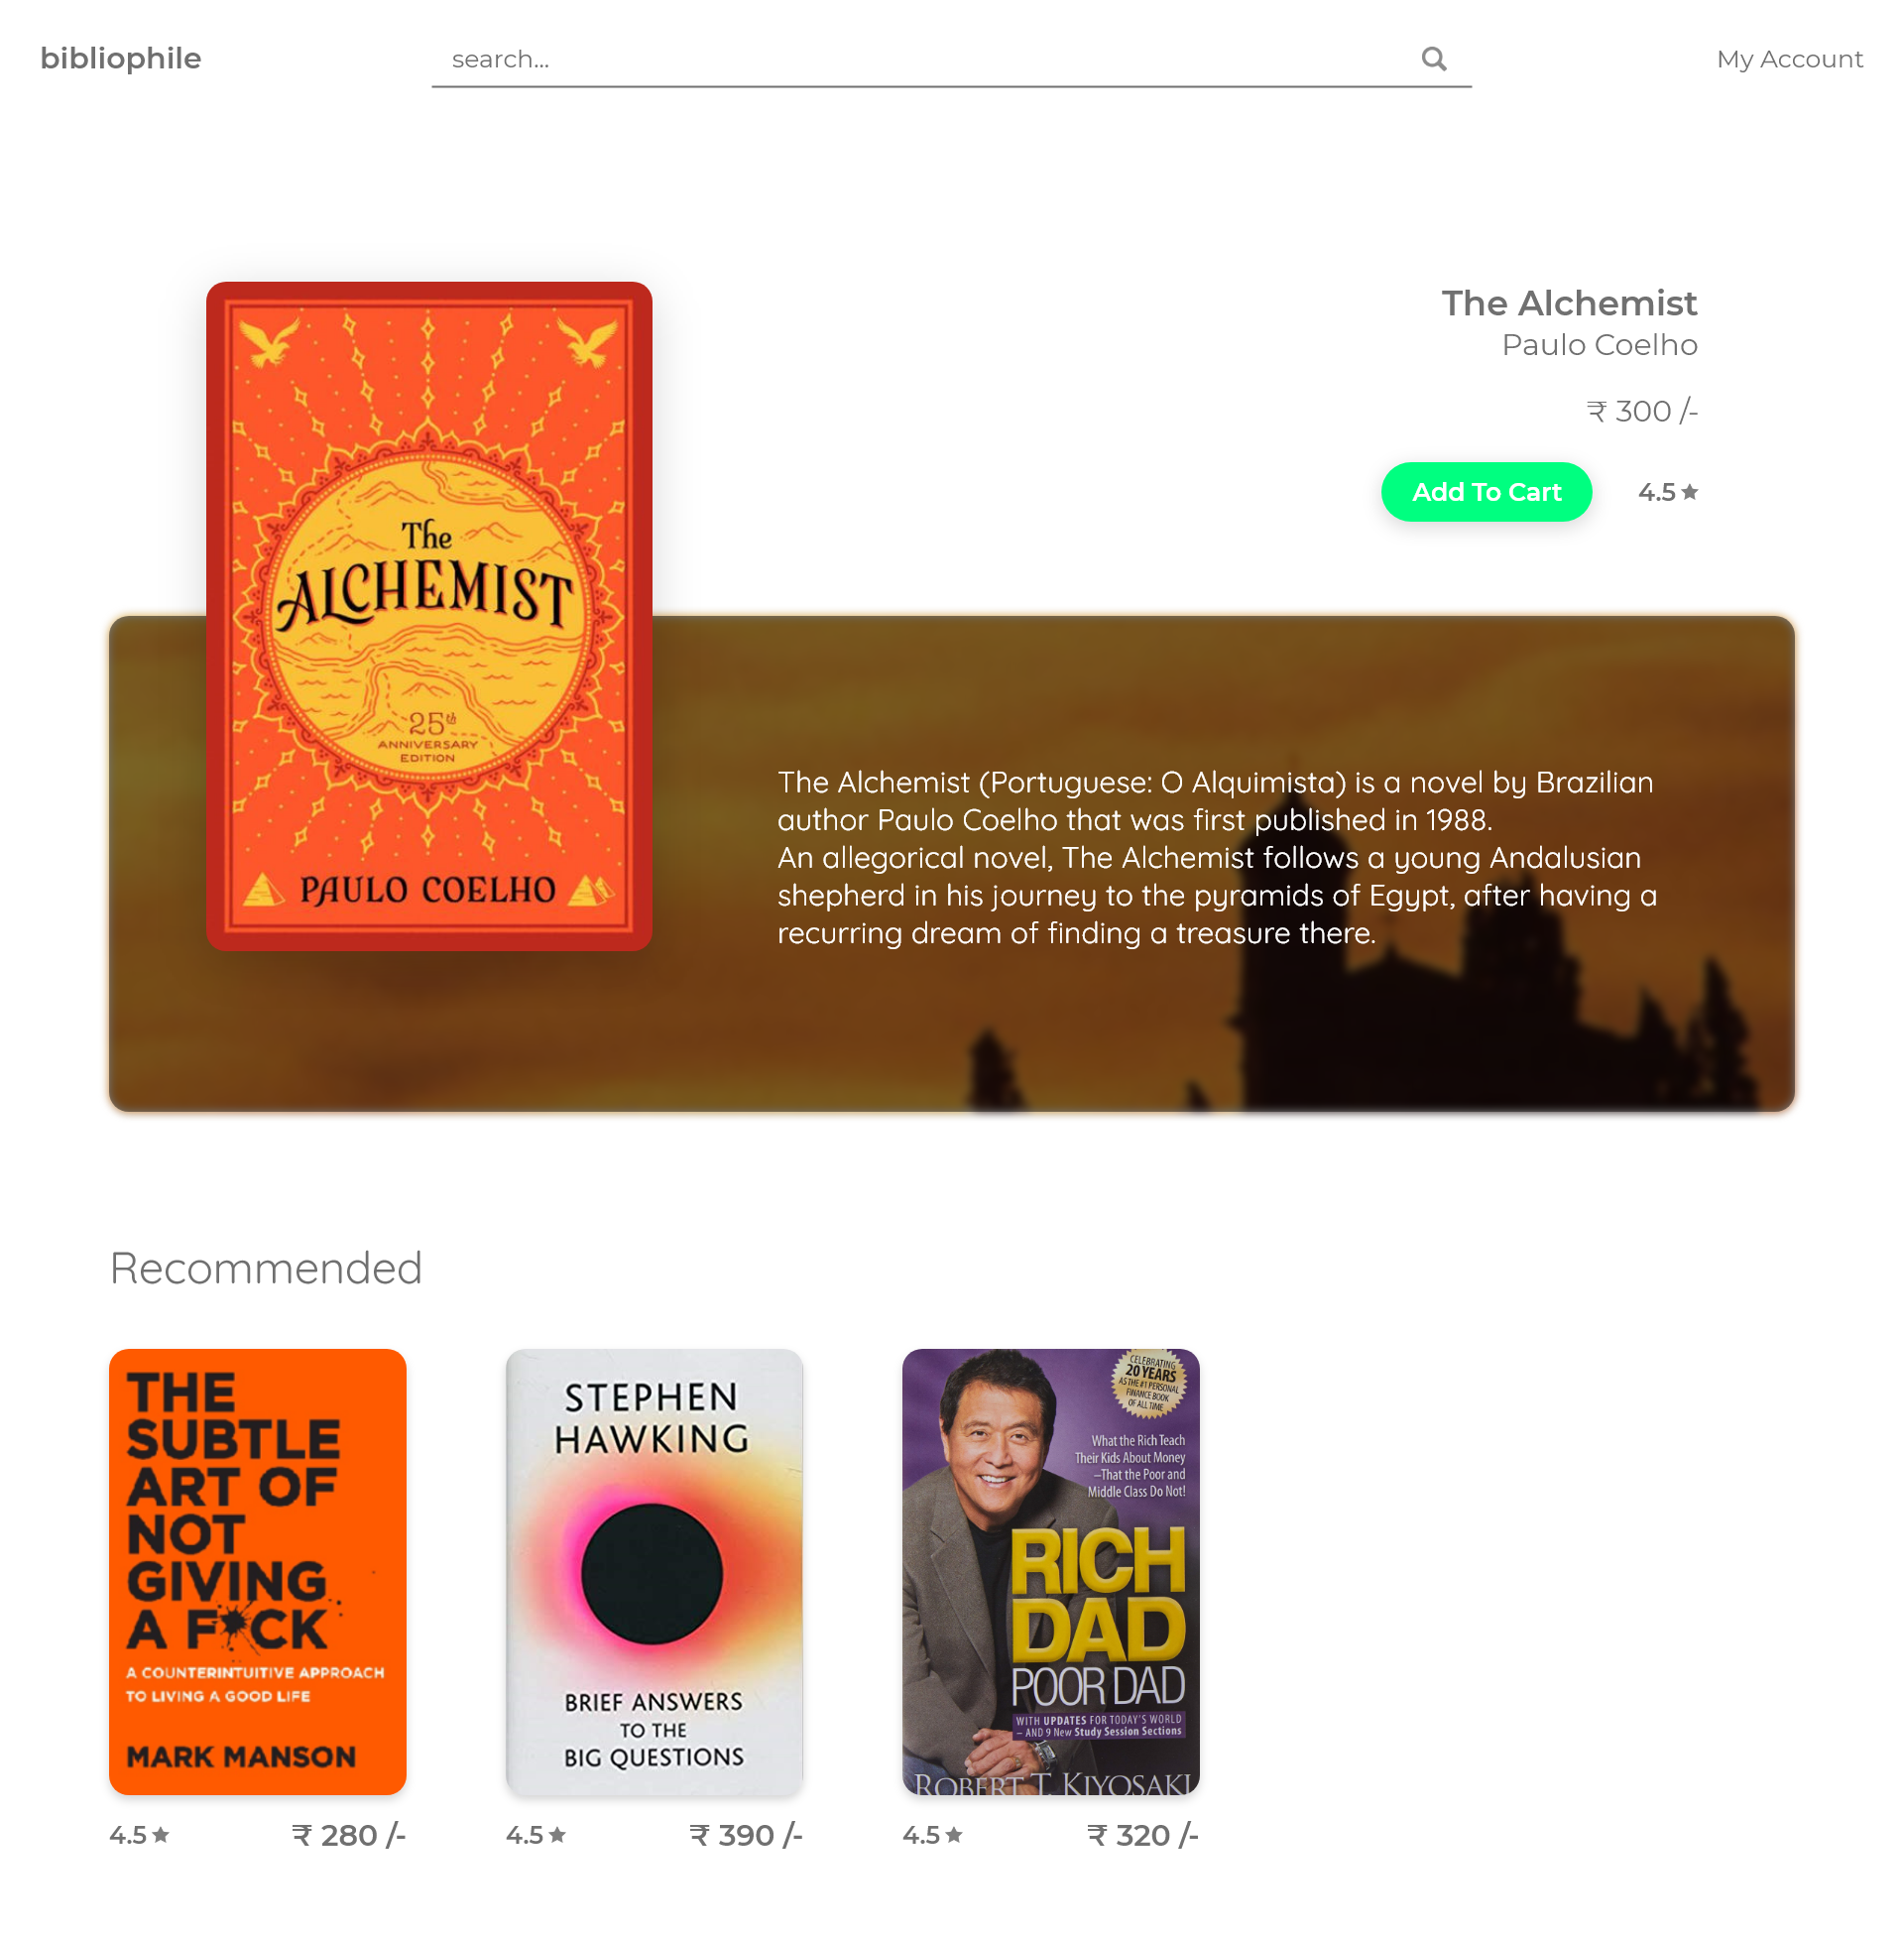 bibliophile
search...
My Account
The
ALCHEMIST
25th
ANNIVERSARY
EDITION
PAULO COELHO
The Alchemist
Paulo Coelho
₹ 300 /-
Add To Cart
4.5 ★
The Alchemist (Portuguese: O Alquimista) is a novel by Brazilian
author Paulo Coelho that was first published in 1988.
An allegorical novel, The Alchemist follows a young Andalusian
shepherd in his journey to the pyramids of Egypt, after having a
recurring dream of finding a treasure there.
Recommended
THE
SUBTLE
ART OF
NOT
GIVING
A F*CK
A COUNTERINTUITIVE APPROACH
TO LIVING A GOOD LIFE
MARK MANSON
4.5 ★
₹ 280 /-
STEPHEN
HAWKING
BRIEF ANSWERS
TO THE
BIG QUESTIONS
4.5 ★
₹ 390 /-
CELEBRATING
20 YEARS
AS THE #1 PERSONAL
FINANCE BOOK
OF ALL TIME
What the Rich Teach
Their Kids About Money
–That the Poor and
Middle Class Do Not!
RICH
DAD
POOR DAD
WITH UPDATES FOR TODAY'S WORLD
– AND 9 New Study Session Sections
ROBERT T. KIYOSAKI
4.5 ★
₹ 320 /-